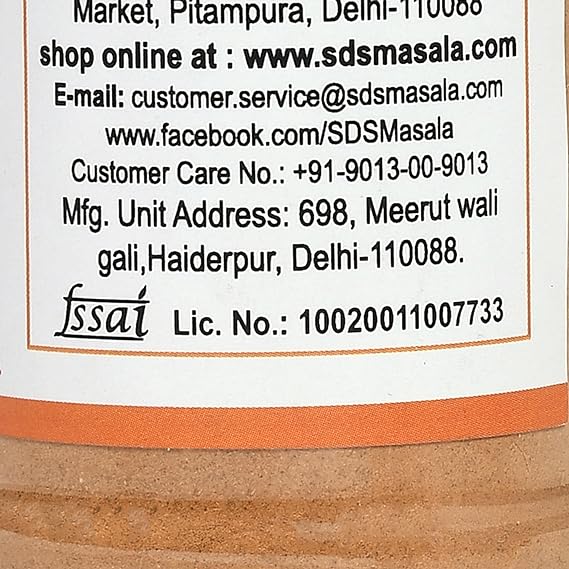 Market, Pitampura, Delhi-110088
shop online at : www.sdsmasala.com
E-mail: customer.service@sdsmasala.com
www.facebook.com/SDSMasala
Customer Care No.: +91-9013-00-9013
Mfg. Unit Address: 698, Meerut wali
gali,Haiderpur, Delhi-110088.
fssai Lic. No.: 10020011007733